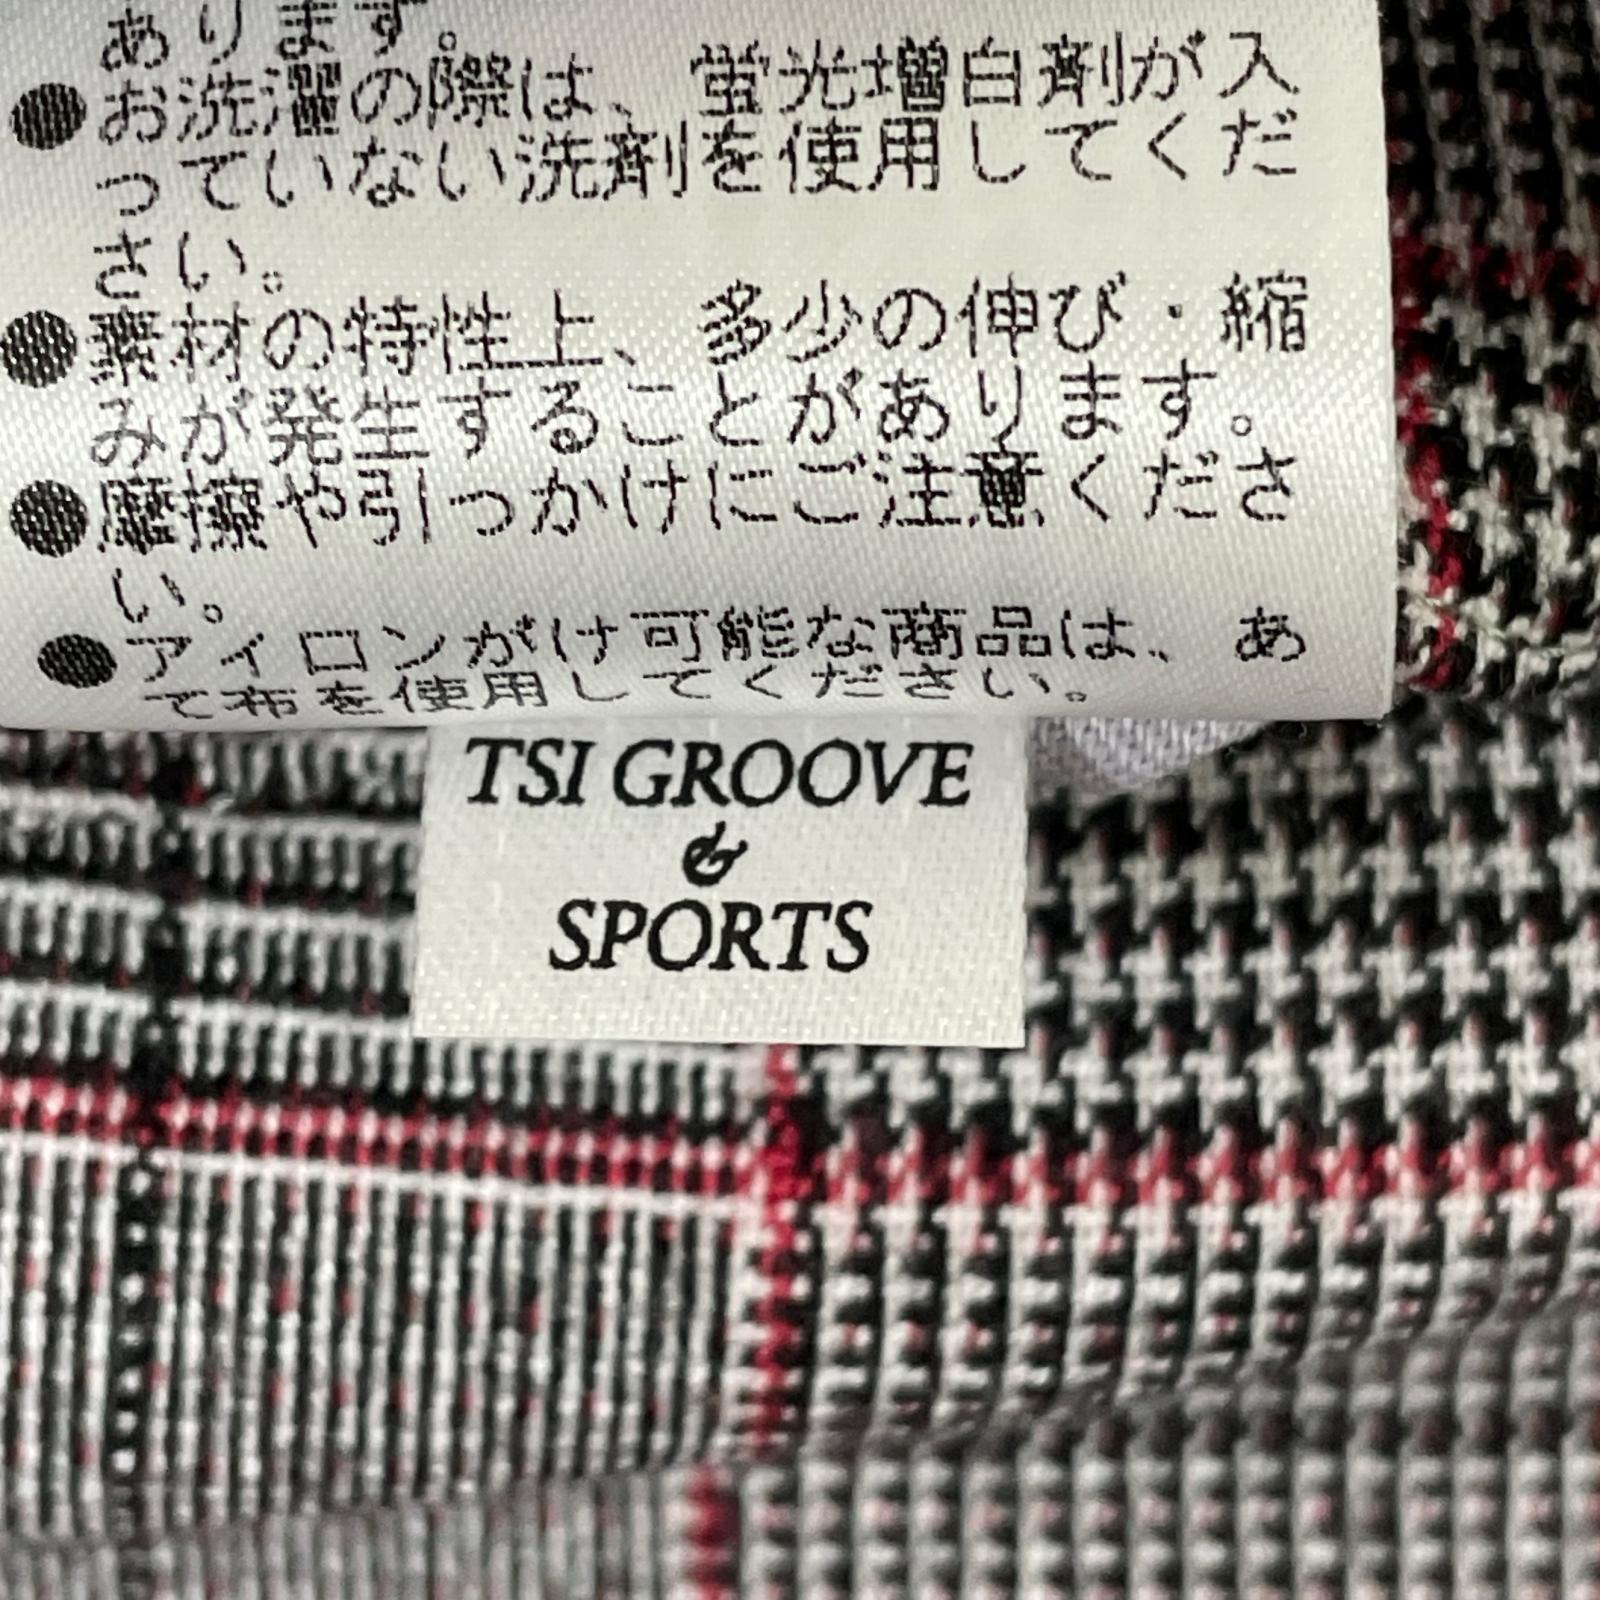 あります。
●お洗濯の際は、蛍光増白剤が入
っていない洗剤を使用してくだ
さい。
●素材の特性上、多少の伸び・縮
みが発生することがあります。
●摩擦や引っかけにご注意くださ
い。
●アイロンがけ可能な商品は、あ
て布を使用してください。
TSI GROOVE
&
SPORTS